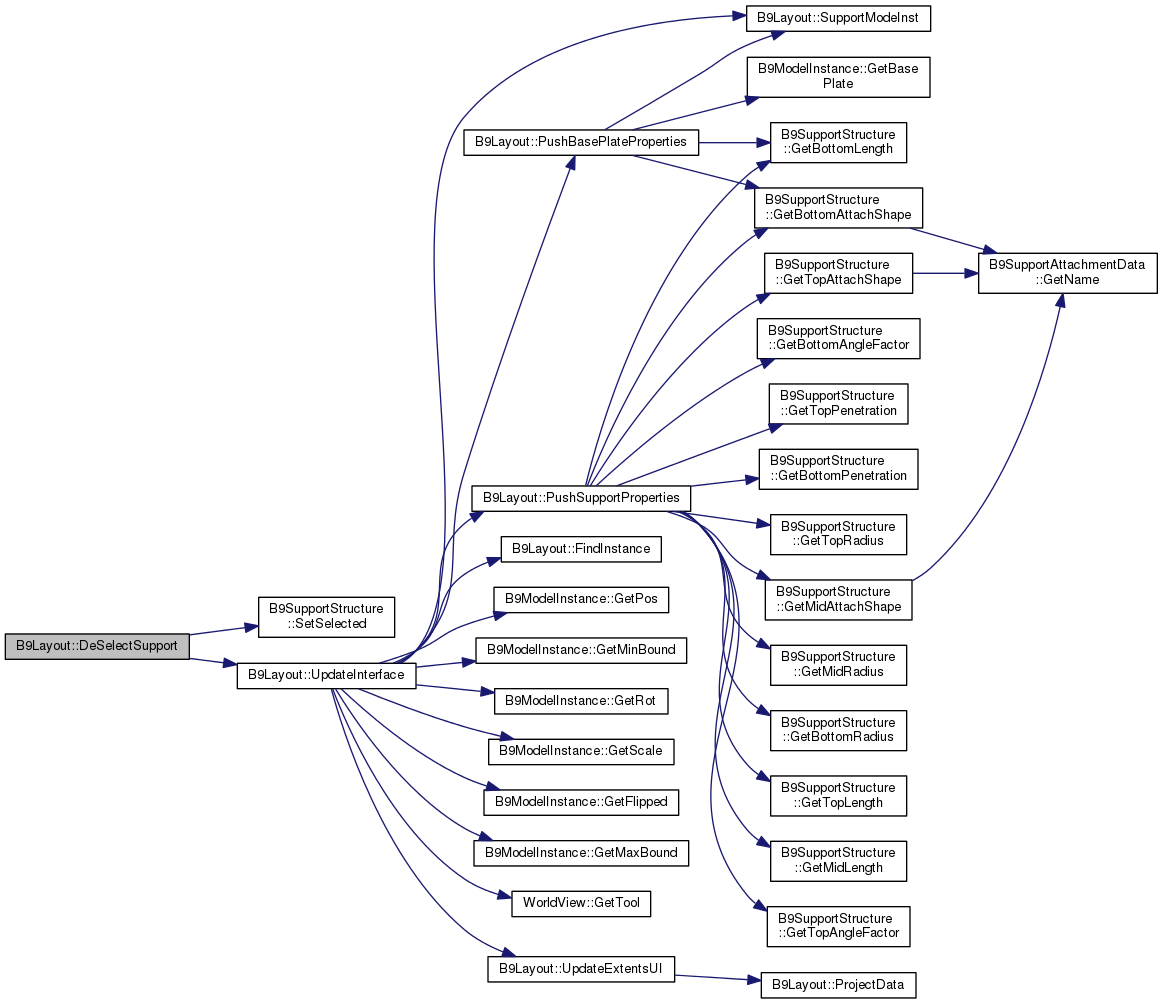 B9Layout::DeSelectSupport
B9SupportStructure
::SetSelected
B9Layout::UpdateInterface
B9Layout::PushBasePlateProperties
B9Layout::PushSupportProperties
B9Layout::FindInstance
B9ModelInstance::GetPos
B9ModelInstance::GetMinBound
B9ModelInstance::GetRot
B9ModelInstance::GetScale
B9ModelInstance::GetFlipped
B9ModelInstance::GetMaxBound
WorldView::GetTool
B9Layout::UpdateExtentsUI
B9Layout::SupportModeInst
B9ModelInstance::GetBase
Plate
B9SupportStructure
::GetBottomLength
B9SupportStructure
::GetBottomAttachShape
B9SupportStructure
::GetTopAttachShape
B9SupportStructure
::GetBottomAngleFactor
B9SupportStructure
::GetTopPenetration
B9SupportStructure
::GetBottomPenetration
B9SupportStructure
::GetTopRadius
B9SupportStructure
::GetMidAttachShape
B9SupportStructure
::GetMidRadius
B9SupportStructure
::GetBottomRadius
B9SupportStructure
::GetTopLength
B9SupportStructure
::GetMidLength
B9SupportStructure
::GetTopAngleFactor
B9Layout::ProjectData
B9SupportAttachmentData
::GetName